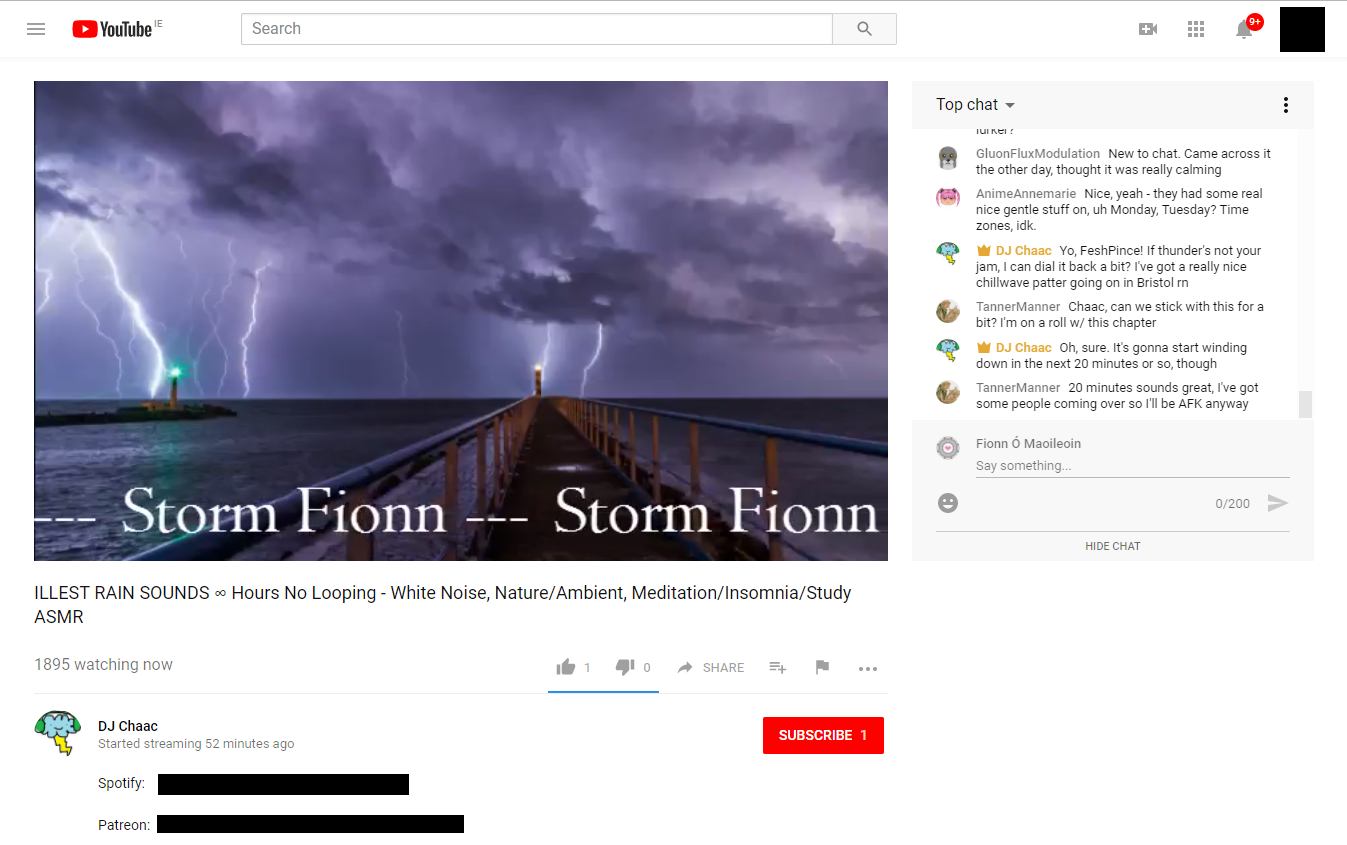 YouTube IE
Search
9+
--- Storm Fionn --- Storm Fionn
ILLEST RAIN SOUNDS ∞ Hours No Looping - White Noise, Nature/Ambient, Meditation/Insomnia/Study
ASMR
1895 watching now
1 0 SHARE
DJ Chaac
Started streaming 52 minutes ago
SUBSCRIBE 1
Spotify:
Patreon:
Top chat
lurker?
GluonFluxModulation New to chat. Came across it
the other day, thought it was really calming
AnimeAnnemarie Nice, yeah - they had some real
nice gentle stuff on, uh Monday, Tuesday? Time
zones, idk.
DJ Chaac Yo, FeshPince! If thunder's not your
jam, I can dial it back a bit? I've got a really nice
chillwave patter going on in Bristol rn
TannerManner Chaac, can we stick with this for a
bit? I'm on a roll w/ this chapter
DJ Chaac Oh, sure. It's gonna start winding
down in the next 20 minutes or so, though
TannerManner 20 minutes sounds great, I've got
some people coming over so I'll be AFK anyway
Fionn Ó Maoileoin
Say something...
0/200
HIDE CHAT